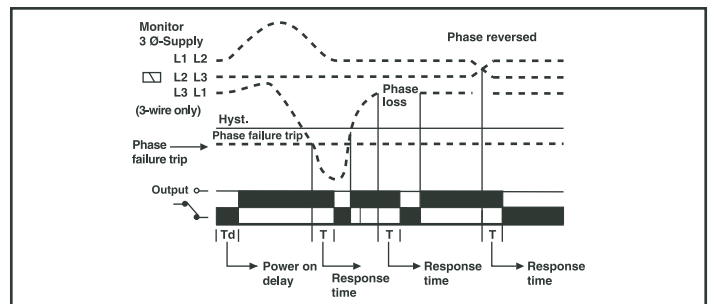 Monitor
3 Ø-Supply
Phase reversed
L1 L2
L2 L3
L3 L1
Phase
loss
(3-wire only)
Hyst.
Phase failure trip
Phase
failure trip
Output
Td
T
T
T
Power on
delay
Response
time
Response
time
Response
time